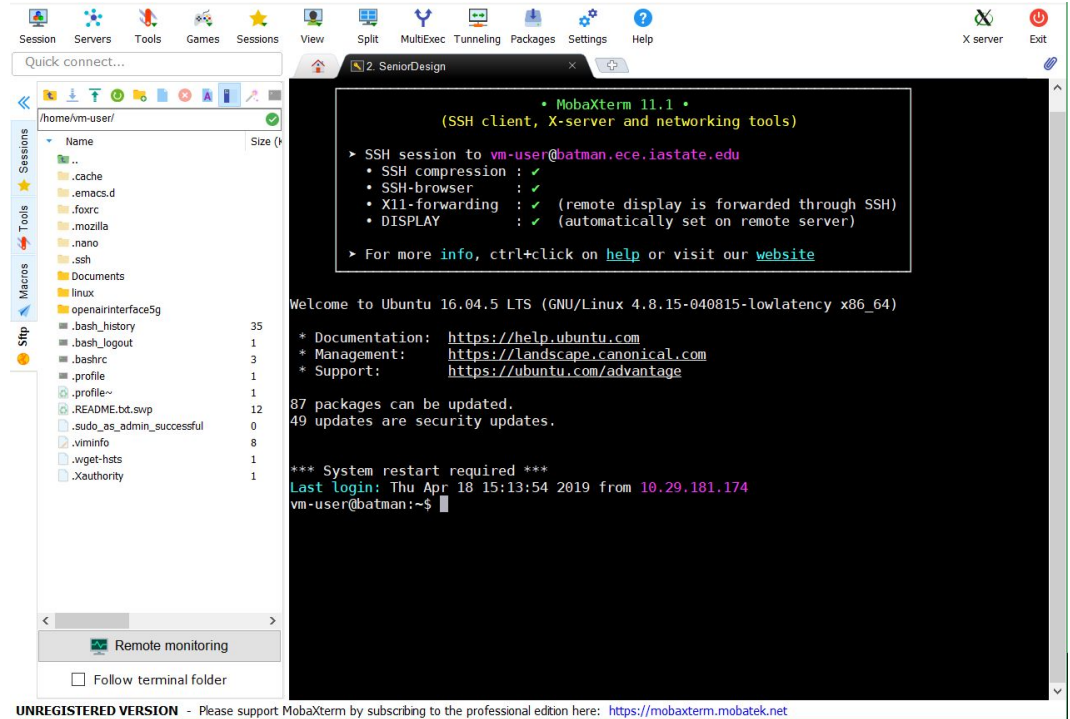 Session Servers Tools Games Sessions View Split MultiExec Tunneling Packages Settings Help X server Exit
Quick connect...
2. SeniorDesign ×
/home/vm-user/
Name Size (K
..
.cache
.emacs.d
.foxrc
.mozilla
.nano
.ssh
Documents
linux
openairinterface5g
.bash_history 35
.bash_logout 1
.bashrc 3
.profile 1
.profile~ 1
.README.txt.swp 12
.sudo_as_admin_successful 0
.viminfo 8
.wget-hsts 1
.Xauthority 1
Sessions
Tools
Macros
Sftp
Remote monitoring
Follow terminal folder
• MobaXterm 11.1 •
(SSH client, X-server and networking tools)
➤ SSH session to vm-user@batman.ece.iastate.edu
• SSH compression : ✔
• SSH-browser : ✔
• X11-forwarding : ✔ (remote display is forwarded through SSH)
• DISPLAY : ✔ (automatically set on remote server)
➤ For more info, ctrl+click on help or visit our website
Welcome to Ubuntu 16.04.5 LTS (GNU/Linux 4.8.15-040815-lowlatency x86_64)
* Documentation: https://help.ubuntu.com
* Management: https://landscape.canonical.com
* Support: https://ubuntu.com/advantage
87 packages can be updated.
49 updates are security updates.
*** System restart required ***
Last login: Thu Apr 18 15:13:54 2019 from 10.29.181.174
vm-user@batman:~$
UNREGISTERED VERSION - Please support MobaXterm by subscribing to the professional edition here: https://mobaxterm.mobatek.net